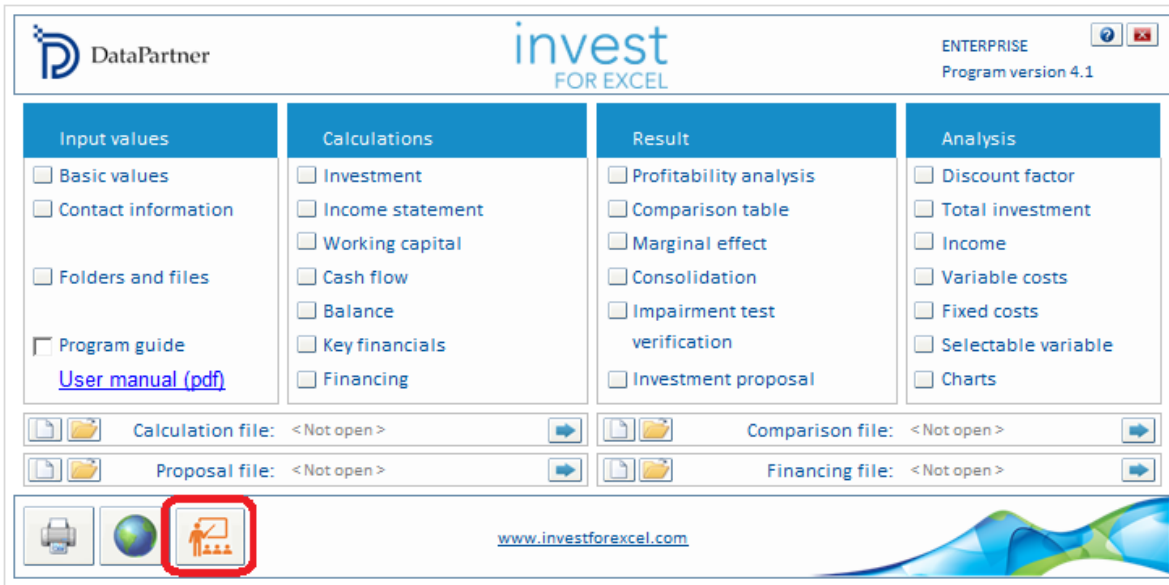 DataPartner
invest
FOR EXCEL
ENTERPRISE
Program version 4.1
Input values
Basic values
Contact information
Folders and files
Program guide
User manual (pdf)
Calculations
Investment
Income statement
Working capital
Cash flow
Balance
Key financials
Financing
Result
Profitability analysis
Comparison table
Marginal effect
Consolidation
Impairment test
verification
Investment proposal
Analysis
Discount factor
Total investment
Income
Variable costs
Fixed costs
Selectable variable
Charts
Calculation file: <Not open>
Comparison file: <Not open>
Proposal file: <Not open>
Financing file: <Not open>
www.investforexcel.com